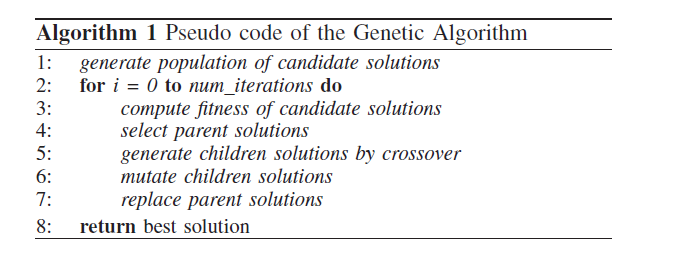 Algorithm 1 Pseudo code of the Genetic Algorithm
1: generate population of candidate solutions
2: for i = 0 to num_iterations do
3: compute fitness of candidate solutions
4: select parent solutions
5: generate children solutions by crossover
6: mutate children solutions
7: replace parent solutions
8: return best solution